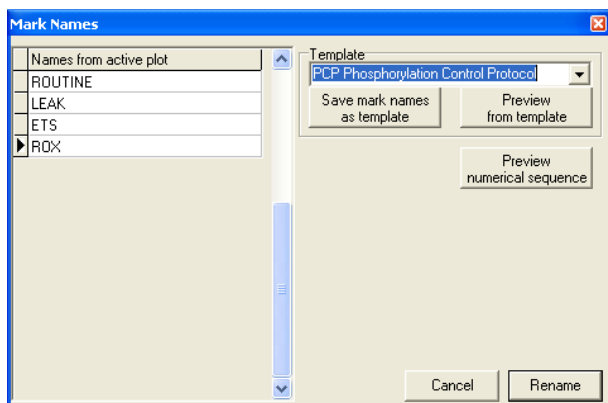 Mark Names
Names from active plot
ROUTINE
LEAK
ETS
ROX
Template
PCP Phosphorylation Control Protocol
Save mark names
as template
Preview
from template
Preview
numerical sequence
Cancel
Rename